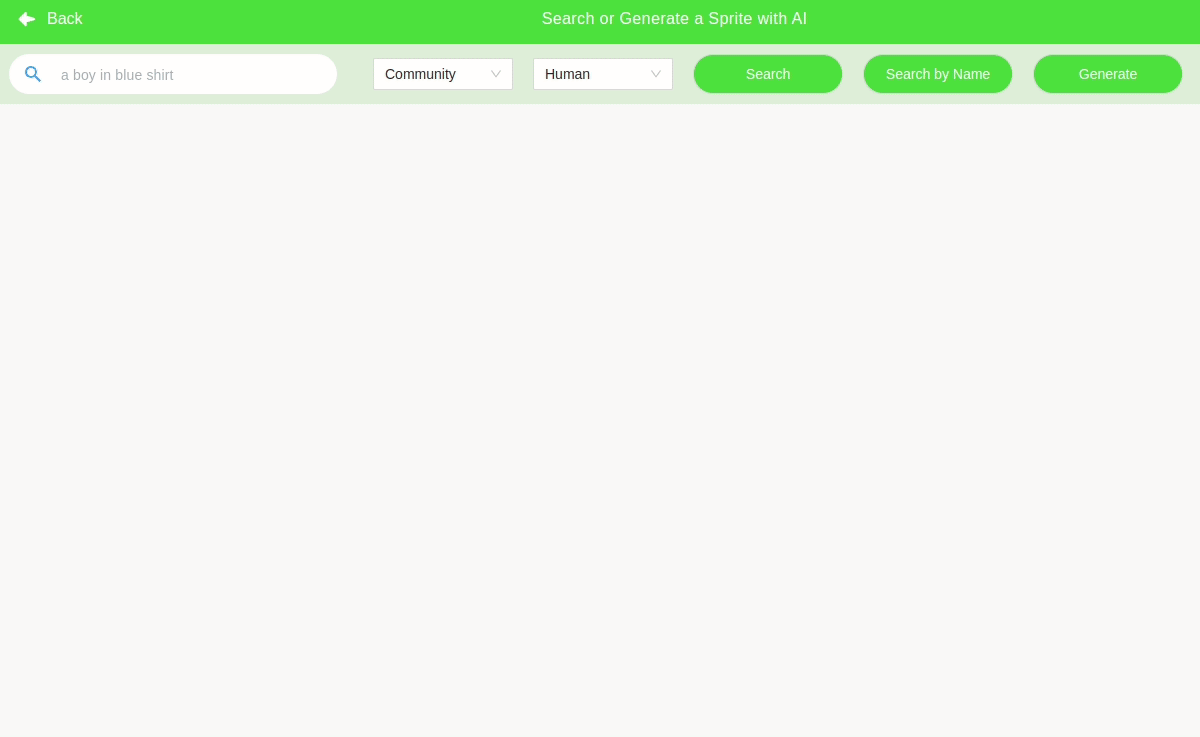 Back
Search or Generate a Sprite with AI
a boy in blue shirt
Community
Human
Search
Search by Name
Generate